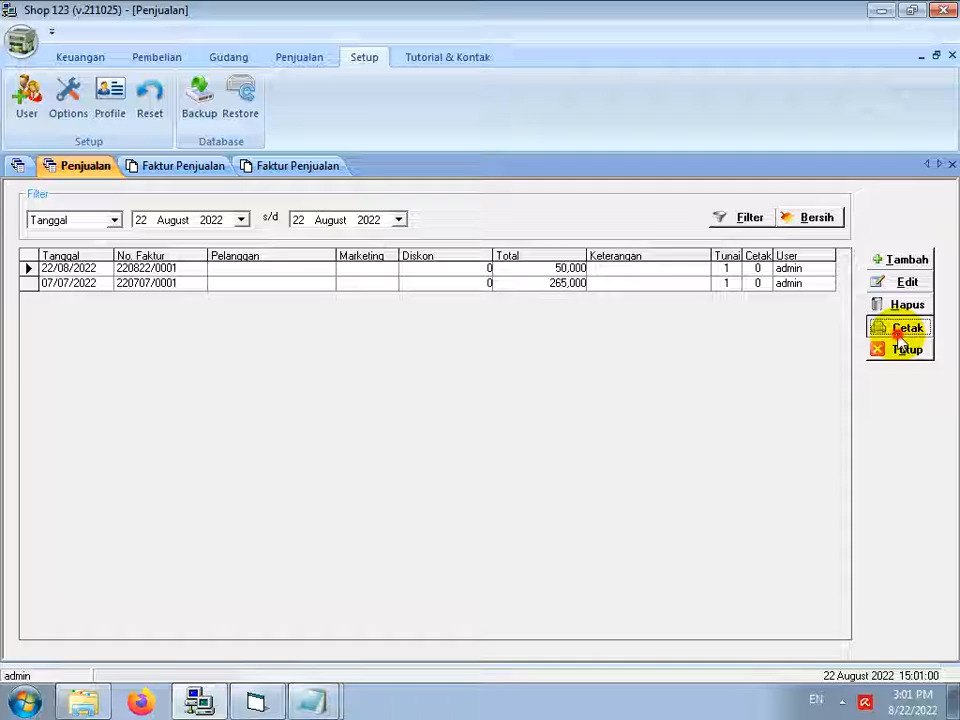 Shop 123 (v.211025) - [Penjualan]
Keuangan Pembelian Gudang Penjualan Setup Tutorial & Kontak
User Options Profile Reset Backup Restore
Setup Database
Penjualan Faktur Penjualan Faktur Penjualan
Filter
Tanggal 22 August 2022 s/d 22 August 2022 Filter Bersih
Tanggal No. Faktur Pelanggan Marketing Diskon Total Keterangan Tunai Cetak User
22/08/2022 220822/0001 0 50,000 1 0 admin
07/07/2022 220707/0001 0 265,000 1 0 admin
Tambah
Edit
Hapus
Cetak
Tutup
admin 22 August 2022 15:01:00
EN 3:01 PM
8/22/2022